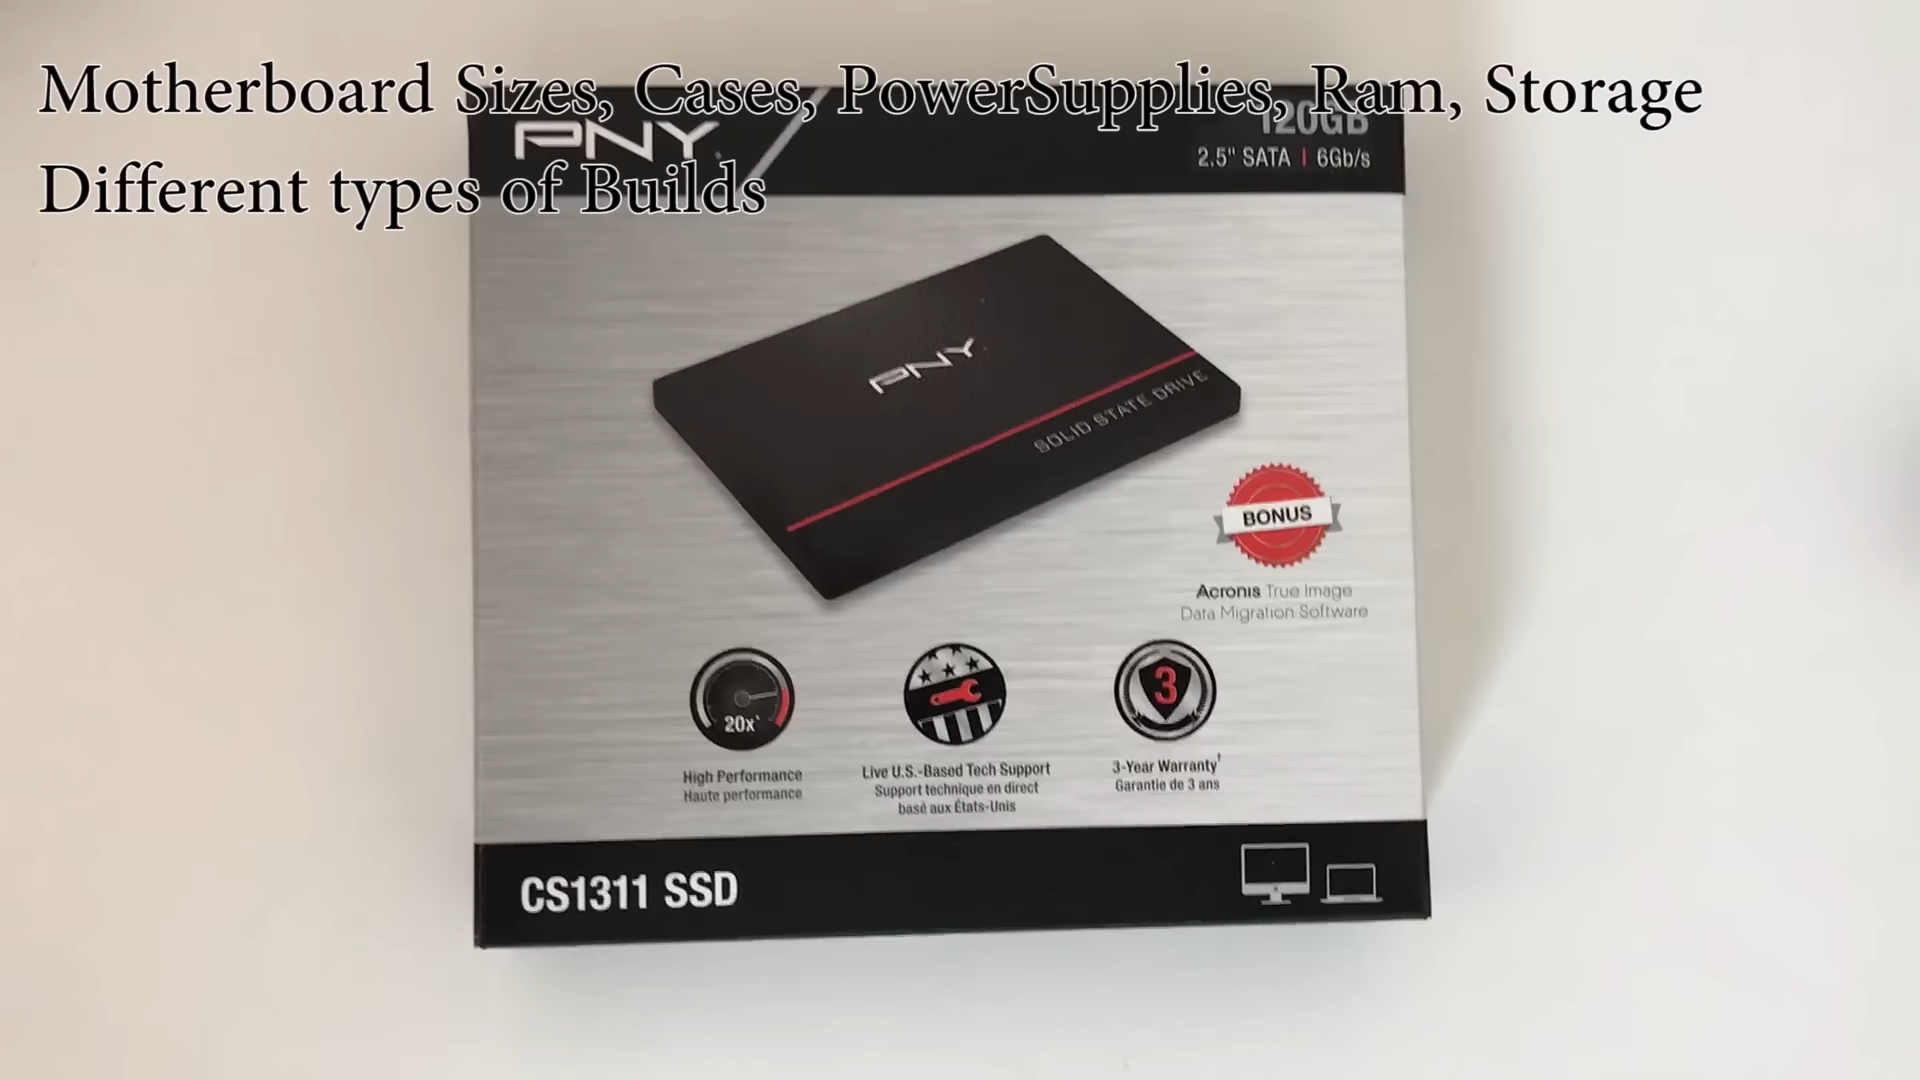 Motherboard Sizes, Cases, PowerSupplies, Ram, Storage
Different types of Builds
PNY
120GB
2.5" SATA | 6Gb/s
PNY
SOLID STATE DRIVE
BONUS
Acronis True Image
Data Migration Software
20x
3
High Performance
Haute performance
Live U.S.-Based Tech Support
Support technique en direct
basé aux États-Unis
3-Year Warranty†
Garantie de 3 ans
CS1311 SSD